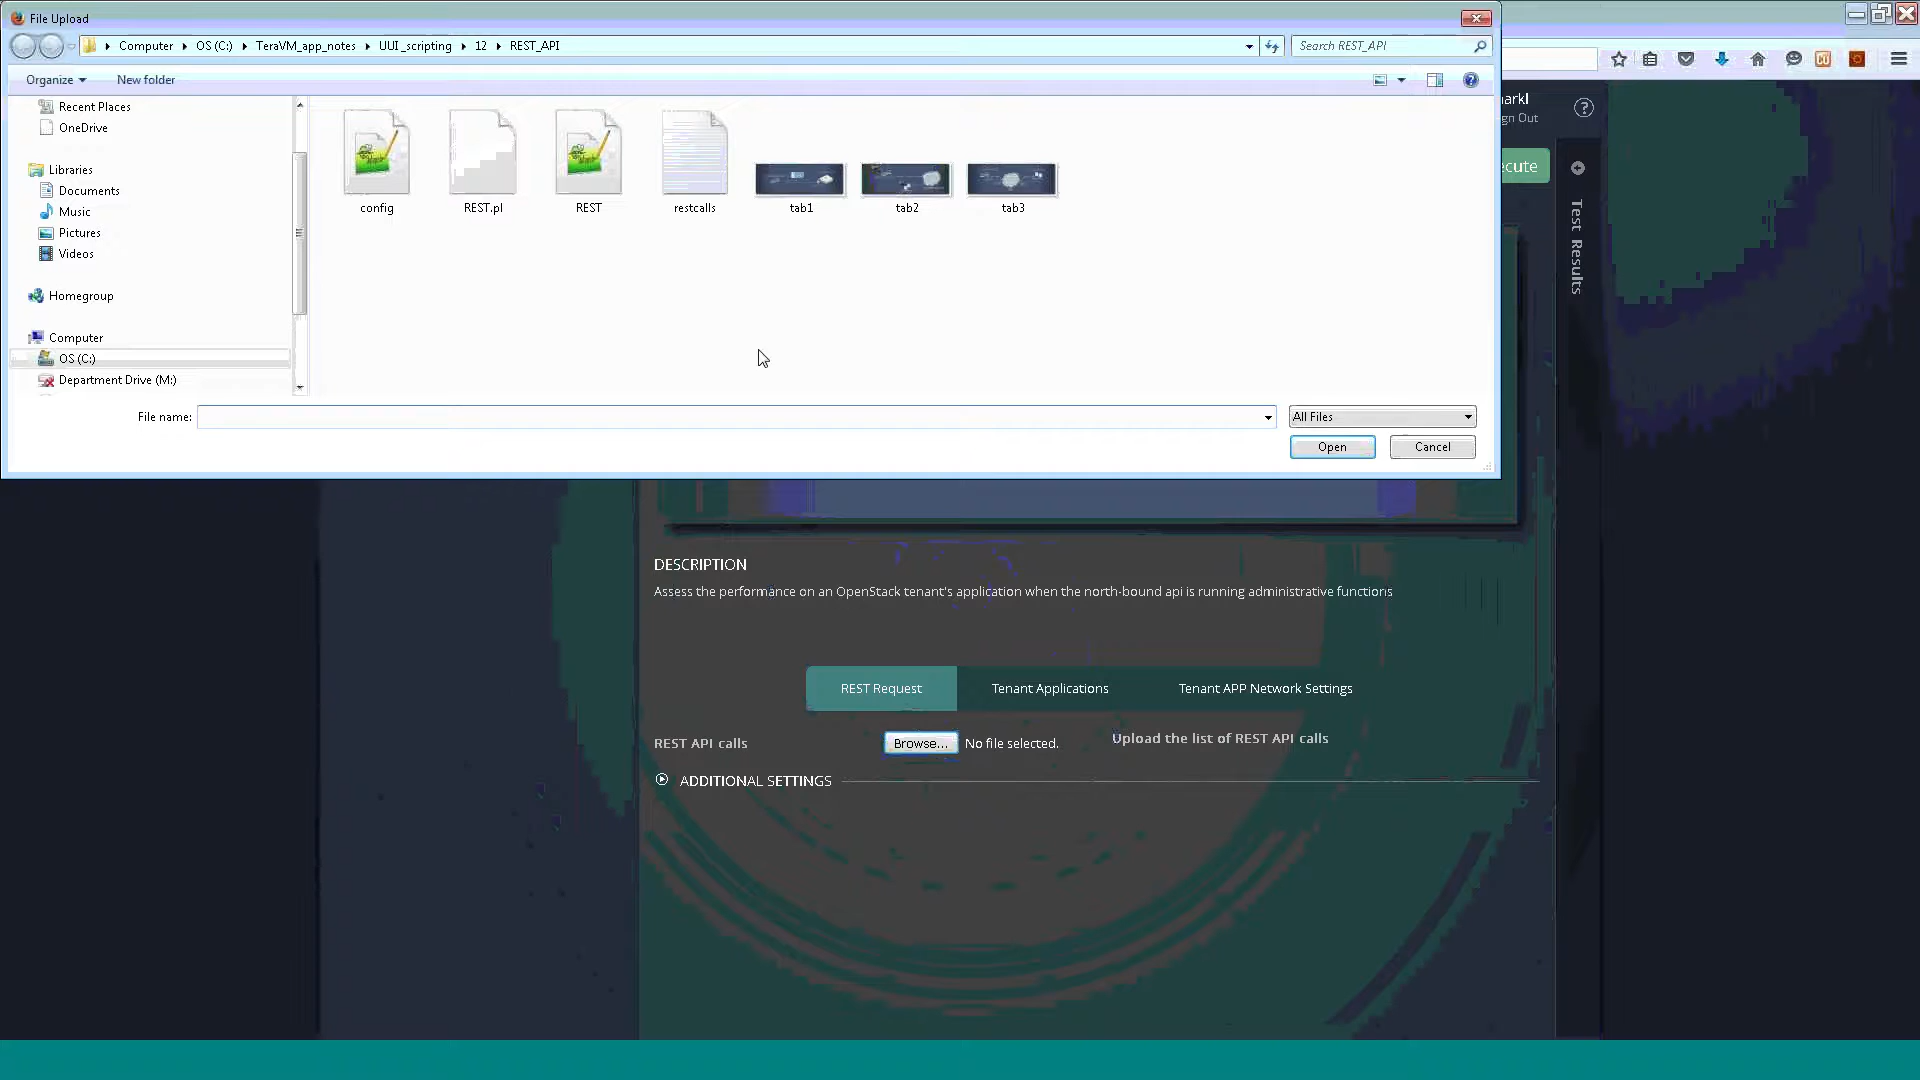 File Upload
Computer OS (C:) TeraVM_app_notes UUI_scripting 12 REST_API
Search REST_API
Organize
New folder
Recent Places
OneDrive
Libraries
Documents
Music
Pictures
Videos
Homegroup
Computer
OS (C:)
Department Drive (M:)
config
REST.pl
REST
restcalls
tab1
tab2
tab3
File name:
All Files
Open
Cancel
arkl
gn Out
cute
Test Results
DESCRIPTION
Assess the performance on an OpenStack tenant's application when the north-bound api is running administrative functions
REST Request
Tenant Applications
Tenant APP Network Settings
REST API calls
Browse...
No file selected.
Upload the list of REST API calls
ADDITIONAL SETTINGS